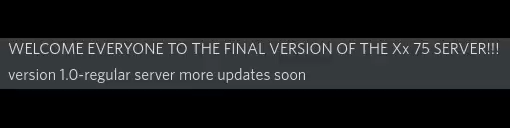 WELCOME EVERYONE TO THE FINAL VERSION OF THE Xx 75 SERVER!!!
version 1.0-regular server more updates soon